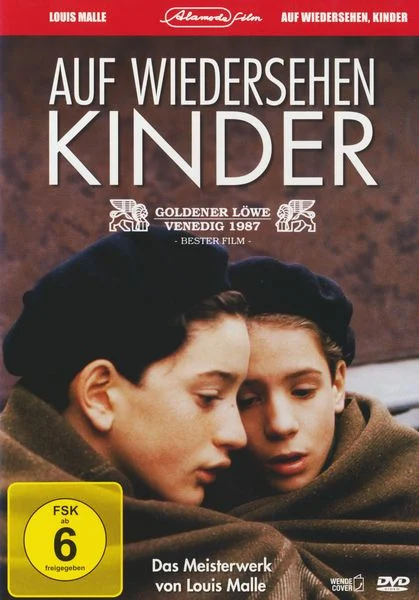 LOUIS MALLE
Alamode Film
AUF WIEDERSEHEN, KINDER
AUF WIEDERSEHEN
KINDER
GOLDENER LÖWE
VENEDIG 1987
- BESTER FILM -
FSK
ab
6
freigegeben
Das Meisterwerk
von Louis Malle
WENDE
COVER
DVD
VIDEO